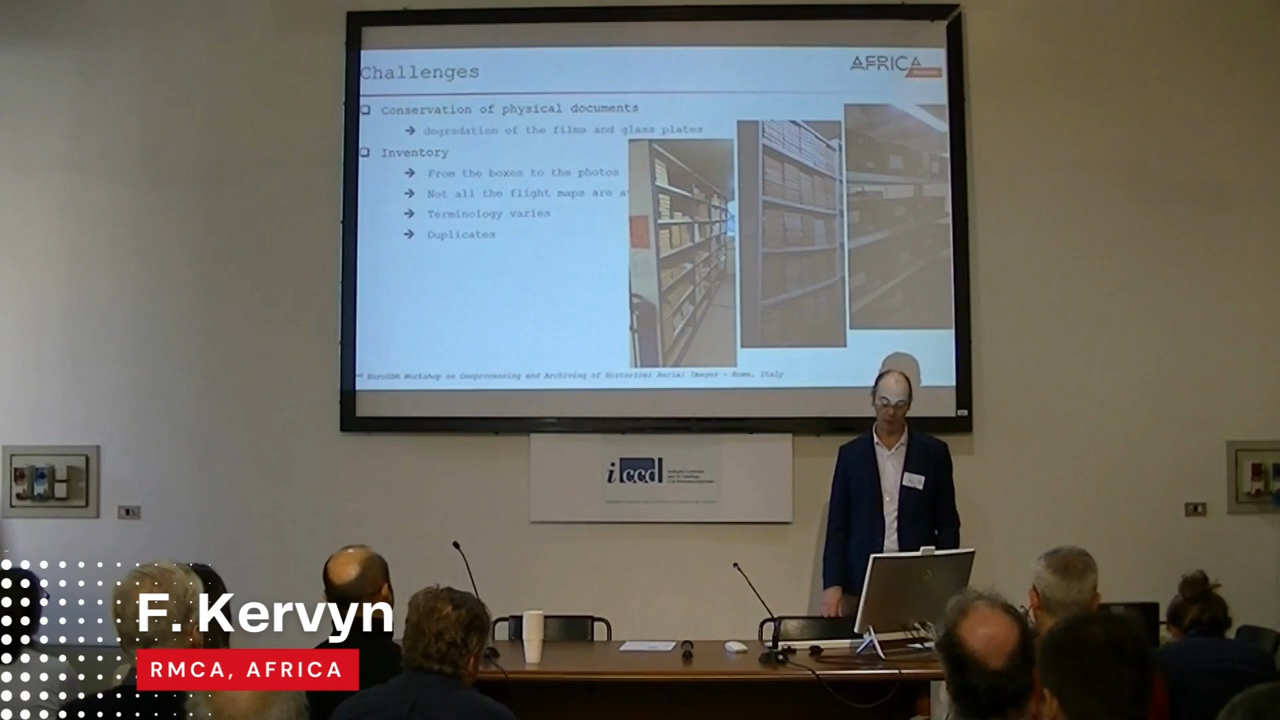 Challenges
AFRICA
❑ Conservation of physical documents
➔ degradation of the films and glass plates
❑ Inventory
➔ From the boxes to the photos
➔ Not all the flight maps are a
➔ Terminology varies
➔ Duplicates
EuroSDR Workshop on Geoprocessing and Archiving of Historical Aerial Images - Rome, Italy
iccd
F. Kervyn
RMCA, AFRICA